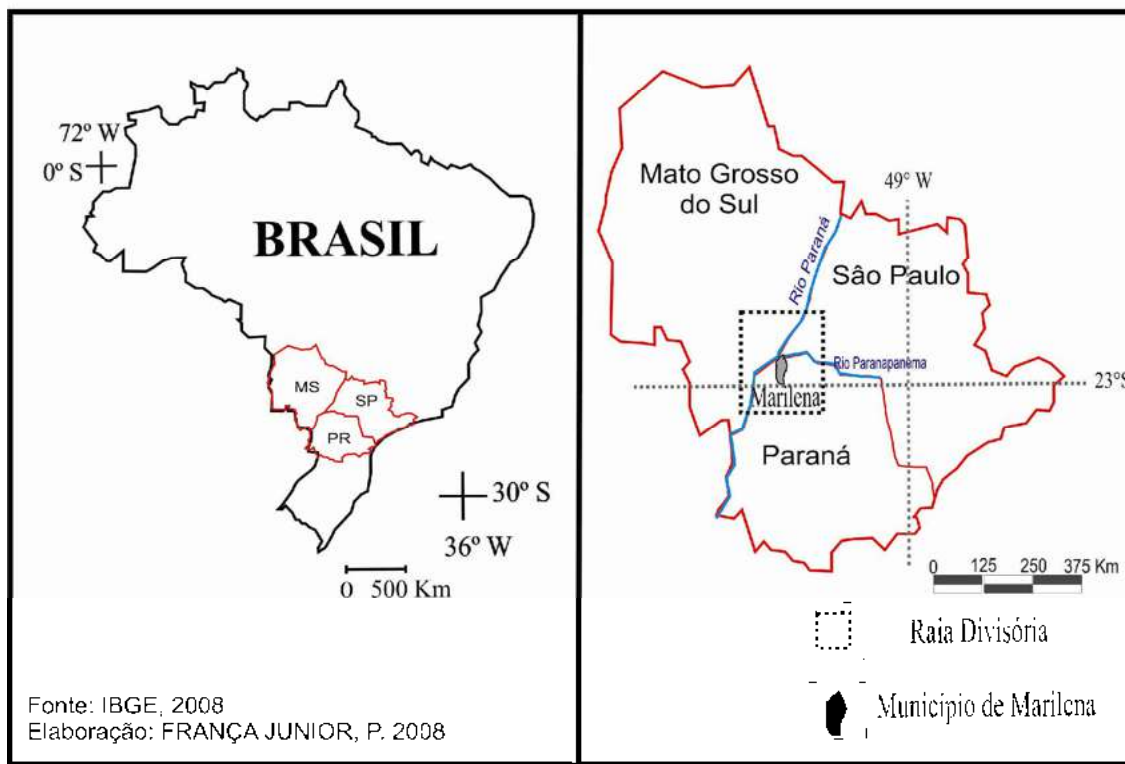 72º W
0º S
BRASIL
MS
SP
PR
30º S
36º W
0 500 Km
Fonte: IBGE, 2008
Elaboração: FRANÇA JUNIOR, P. 2008
Mato Grosso
do Sul
49° W
Rio Paraná
Sâo Paulo
Rio Paranapanema
23°S
Marilena
Paraná
0 125 250 375 Km
Raia Divisória
Município de Marilena